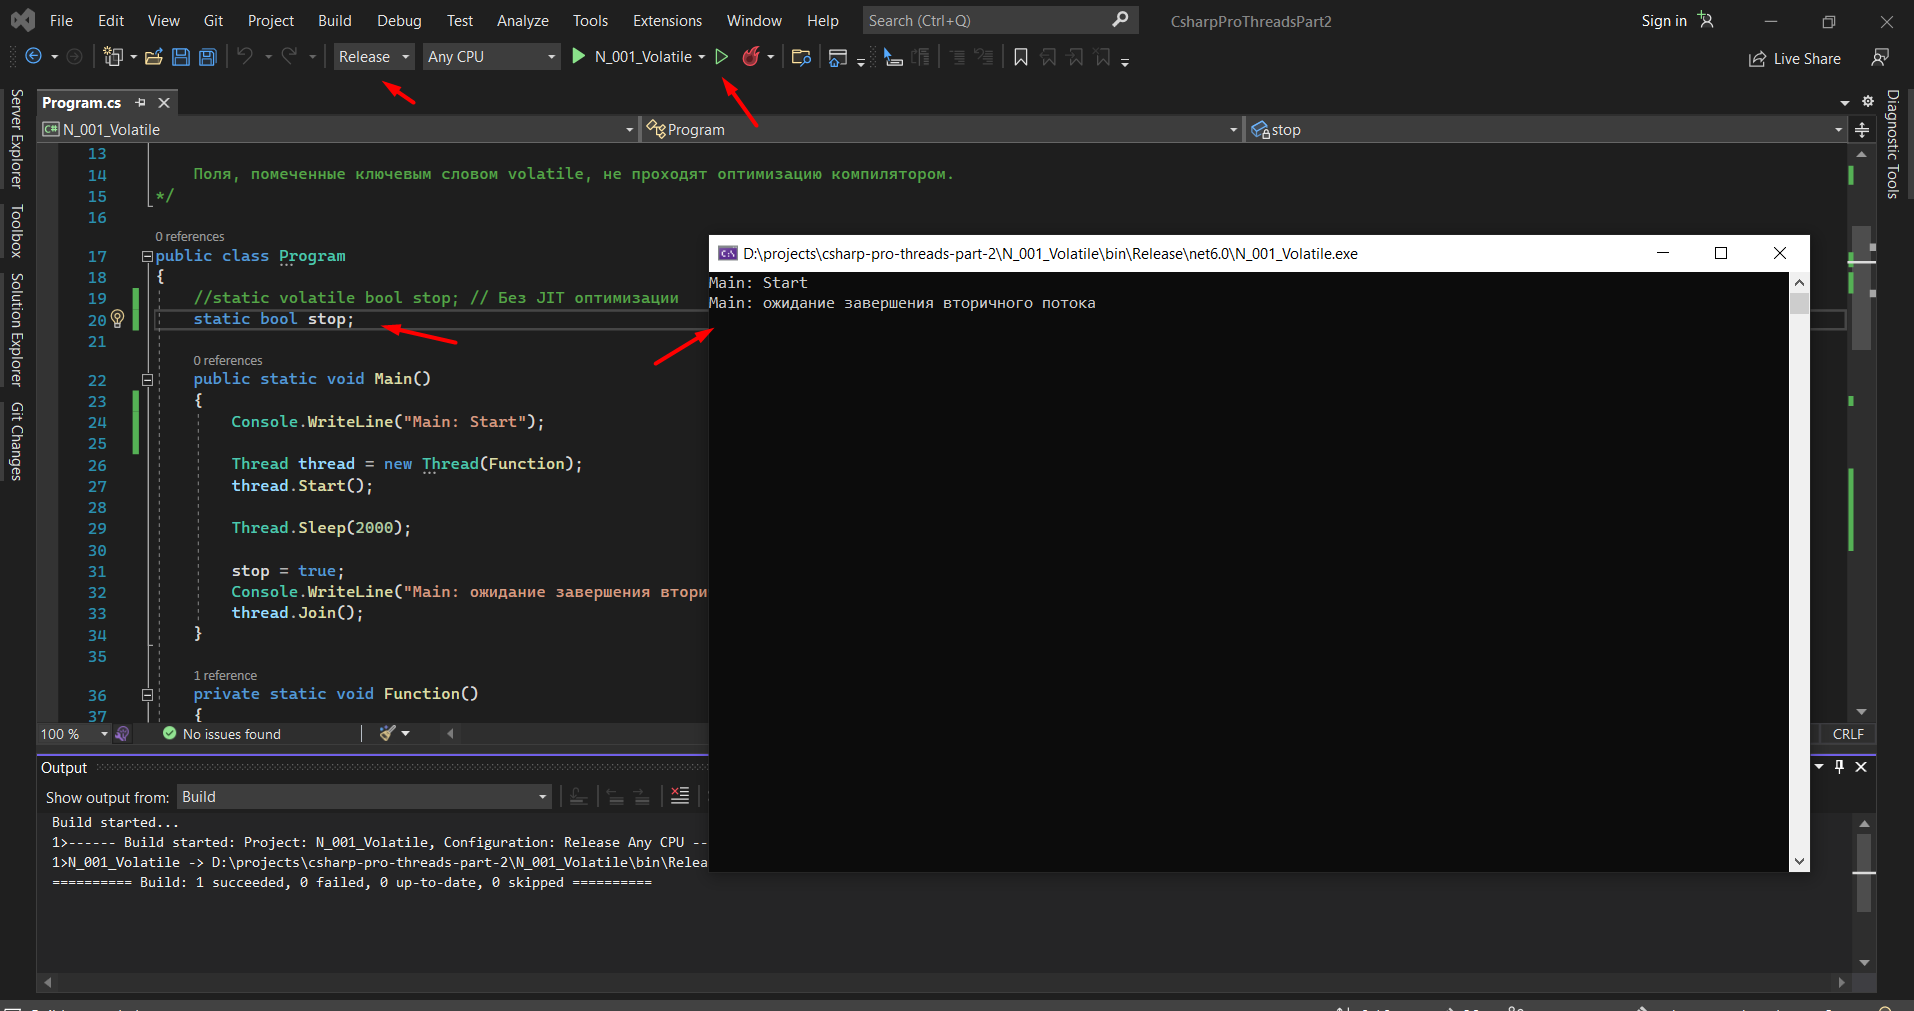 File Edit View Git Project Build Debug Test Analyze Tools Extensions Window Help Search (Ctrl+Q) CsharpProThreadsPart2 Sign in
Release Any CPU N_001_Volatile Live Share
Server Explorer
Toolbox
Solution Explorer
Git Changes
Diagnostic Tools
Program.cs
C# N_001_Volatile Program stop
13
14 Поля, помеченные ключевым словом volatile, не проходят оптимизацию компилятором.
15 */
16
0 references
17 public class Program
18 {
19 //static volatile bool stop; // Без JIT оптимизации
20 static bool stop;
21
0 references
22 public static void Main()
23 {
24 Console.WriteLine("Main: Start");
25
26 Thread thread = new Thread(Function);
27 thread.Start();
28
29 Thread.Sleep(2000);
30
31 stop = true;
32 Console.WriteLine("Main: ожидание завершения втори
33 thread.Join();
34 }
35
1 reference
36 private static void Function()
37 {
D:\projects\csharp-pro-threads-part-2\N_001_Volatile\bin\Release\net6.0\N_001_Volatile.exe
Main: Start
Main: ожидание завершения вторичного потока
100 % No issues found CRLF
Output
Show output from: Build
Build started...
1>------ Build started: Project: N_001_Volatile, Configuration: Release Any CPU --
1>N_001_Volatile -> D:\projects\csharp-pro-threads-part-2\N_001_Volatile\bin\Relea
========== Build: 1 succeeded, 0 failed, 0 up-to-date, 0 skipped ==========